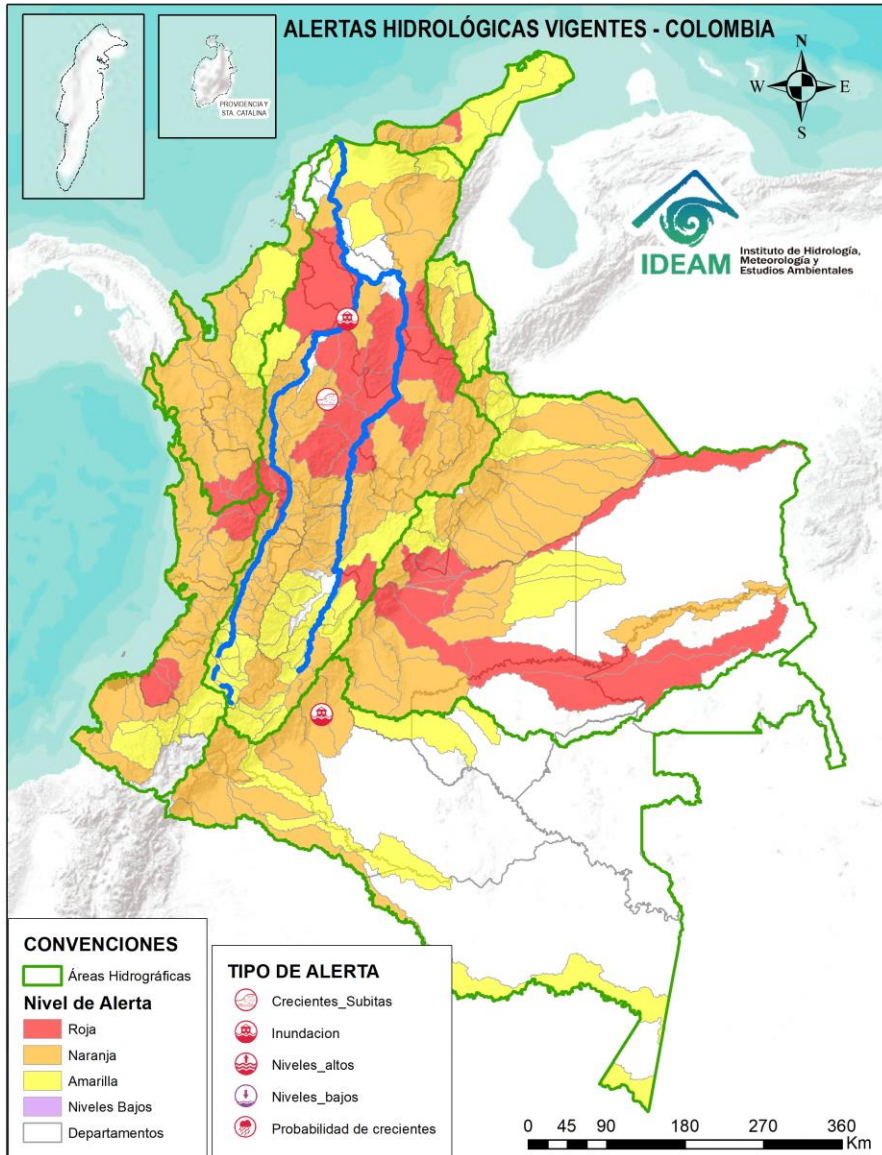 ALERTAS HIDROLÓGICAS VIGENTES - COLOMBIA
PROVIDENCIA Y
STA. CATALINA
N
W
E
S
IDEAM
Instituto de Hidrología,
Meteorología y
Estudios Ambientales
CONVENCIONES
Áreas Hidrográficas
Nivel de Alerta
Roja
Naranja
Amarilla
Niveles Bajos
Departamentos
TIPO DE ALERTA
Crecientes_Subitas
Inundacion
Niveles_altos
Niveles_bajos
Probabilidad de crecientes
0 45 90 180 270 360
Km